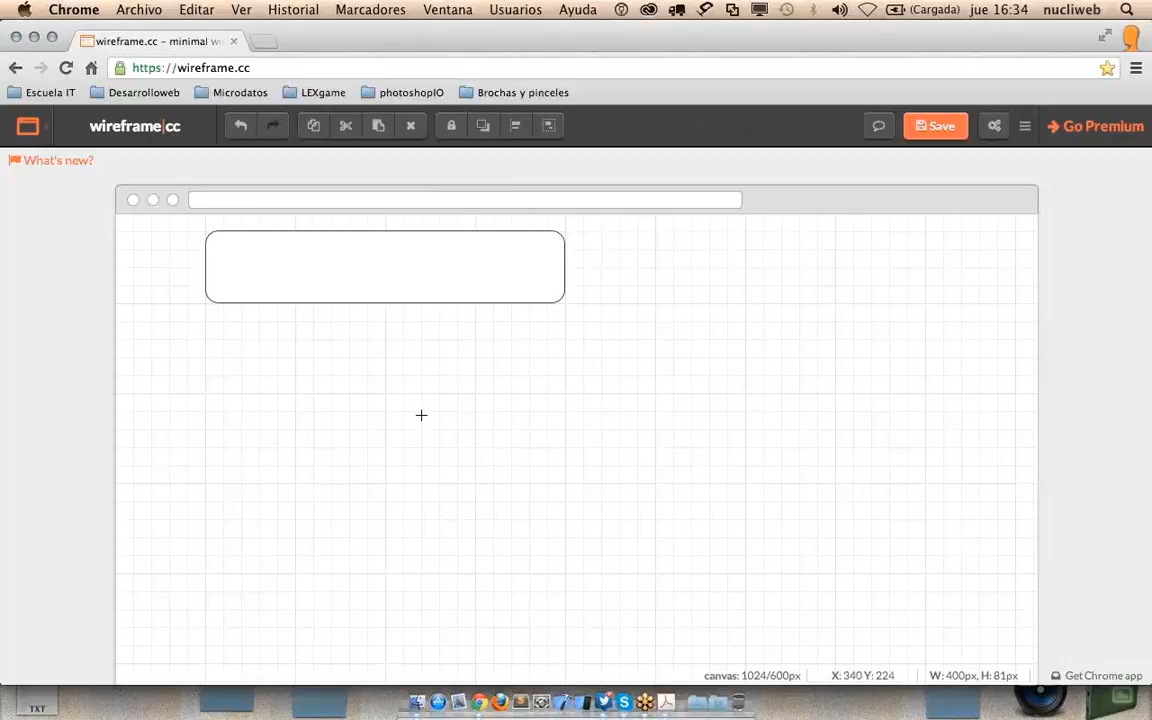 Chrome Archivo Editar Ver Historial Marcadores Ventana Usuarios Ayuda (Cargada) jue 16:34 nucliweb
wireframe.cc – minimal w
https://wireframe.cc
Escuela IT Desarrolloweb Microdatos LEXgame photoshopIO Brochas y pinceles
wireframe|cc Save Go Premium
What's new?
canvas: 1024/600px X: 340 Y: 224 W: 400px, H: 81px Get Chrome app
TXT